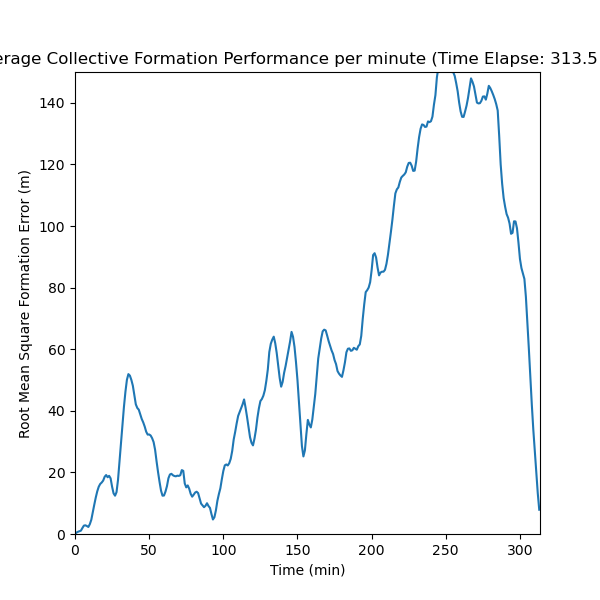 erage Collective Formation Performance per minute (Time Elapse: 313.5
Root Mean Square Formation Error (m)
140
120
100
80
60
40
20
0
0 50 100 150 200 250 300
Time (min)